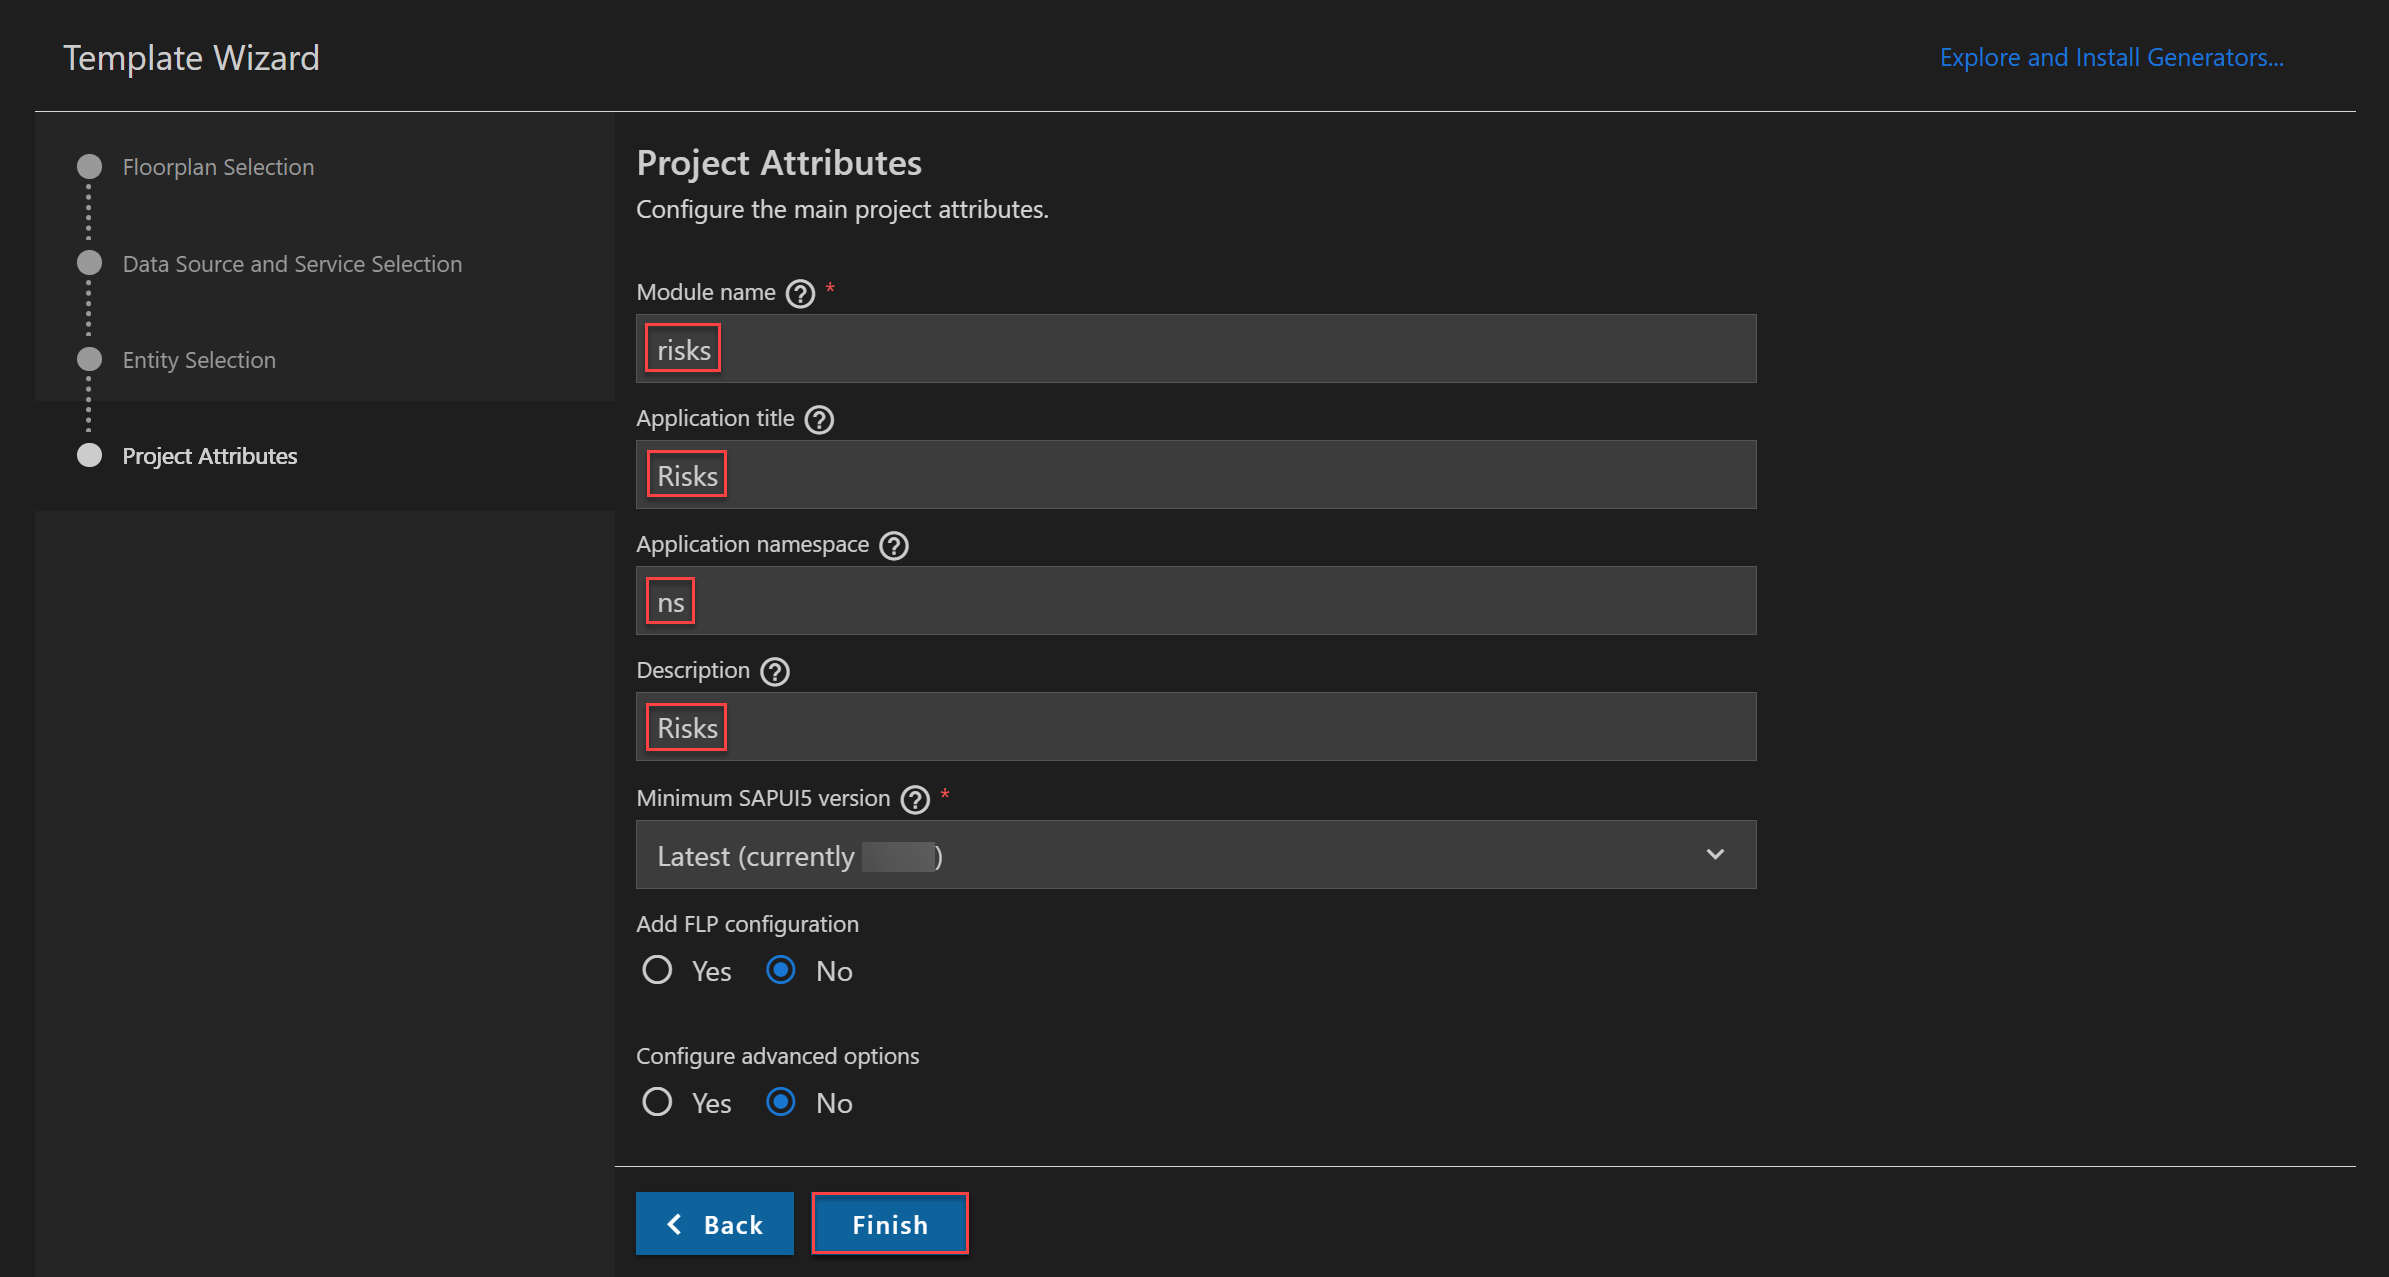 Template Wizard
Explore and Install Generators...
Floorplan Selection
Data Source and Service Selection
Entity Selection
Project Attributes
Project Attributes
Configure the main project attributes.
Module name ? *
risks
Application title ?
Risks
Application namespace ?
ns
Description ?
Risks
Minimum SAPUI5 version ? *
Latest (currently )
Add FLP configuration
Yes No
Configure advanced options
Yes No
Back Finish